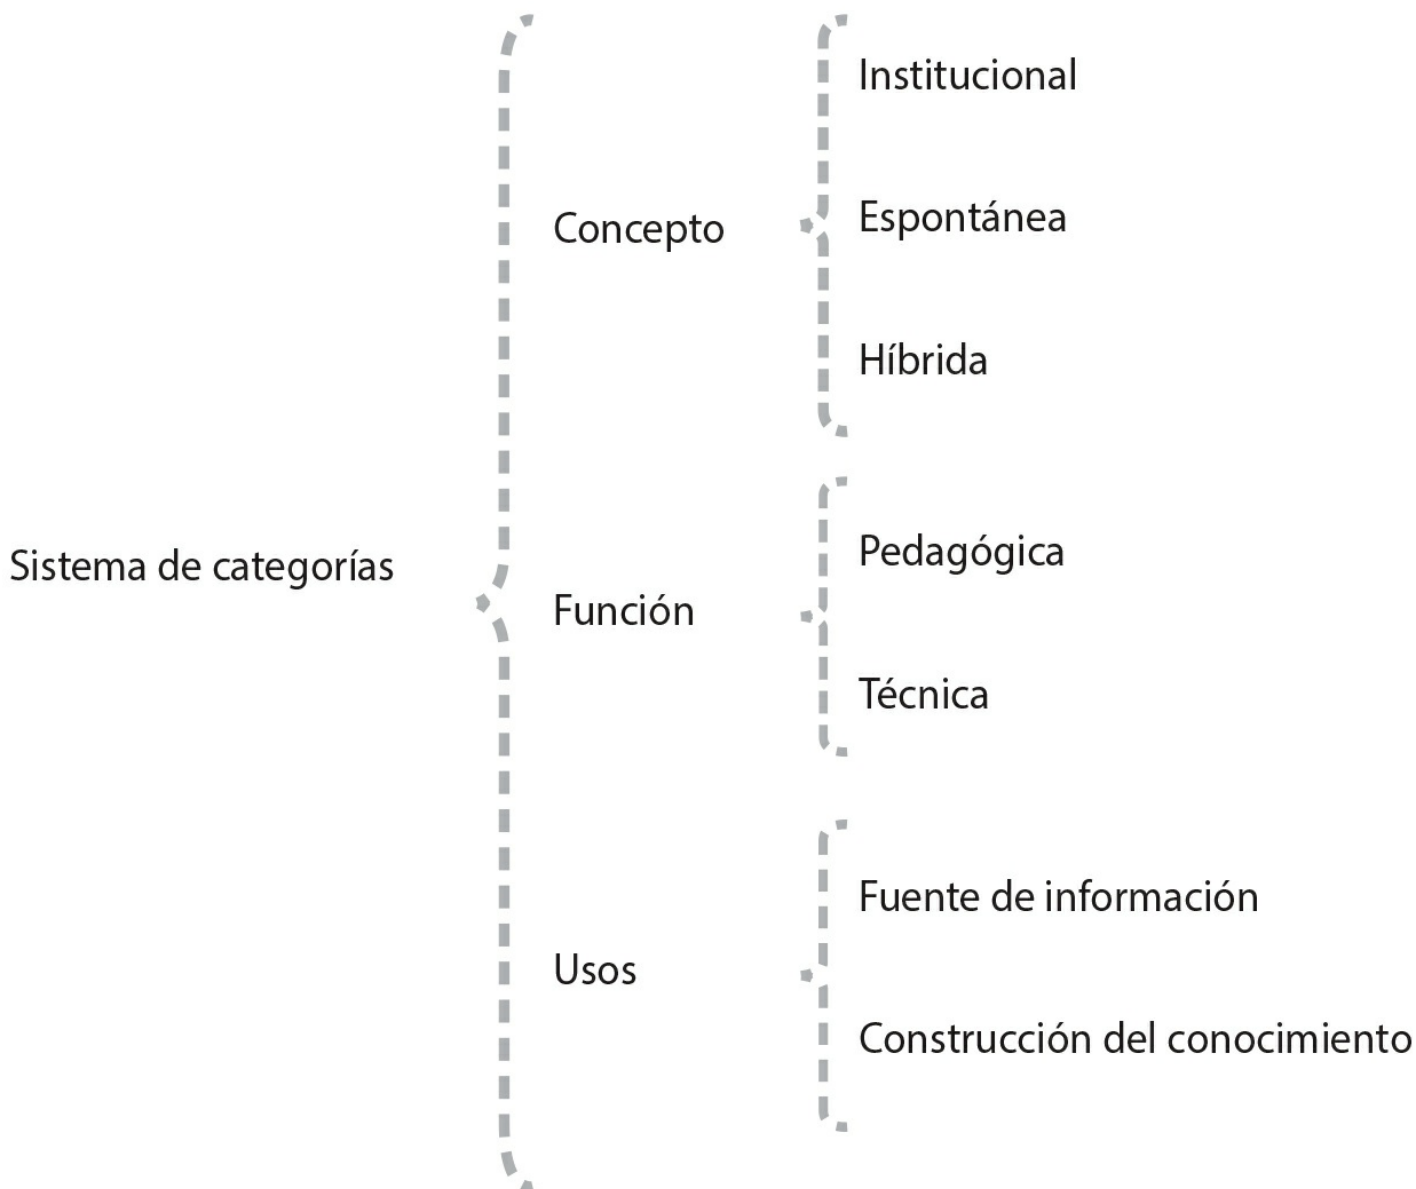 Sistema de categorías
Concepto
Institucional
Espontánea
Híbrida
Función
Pedagógica
Técnica
Usos
Fuente de información
Construcción del conocimiento